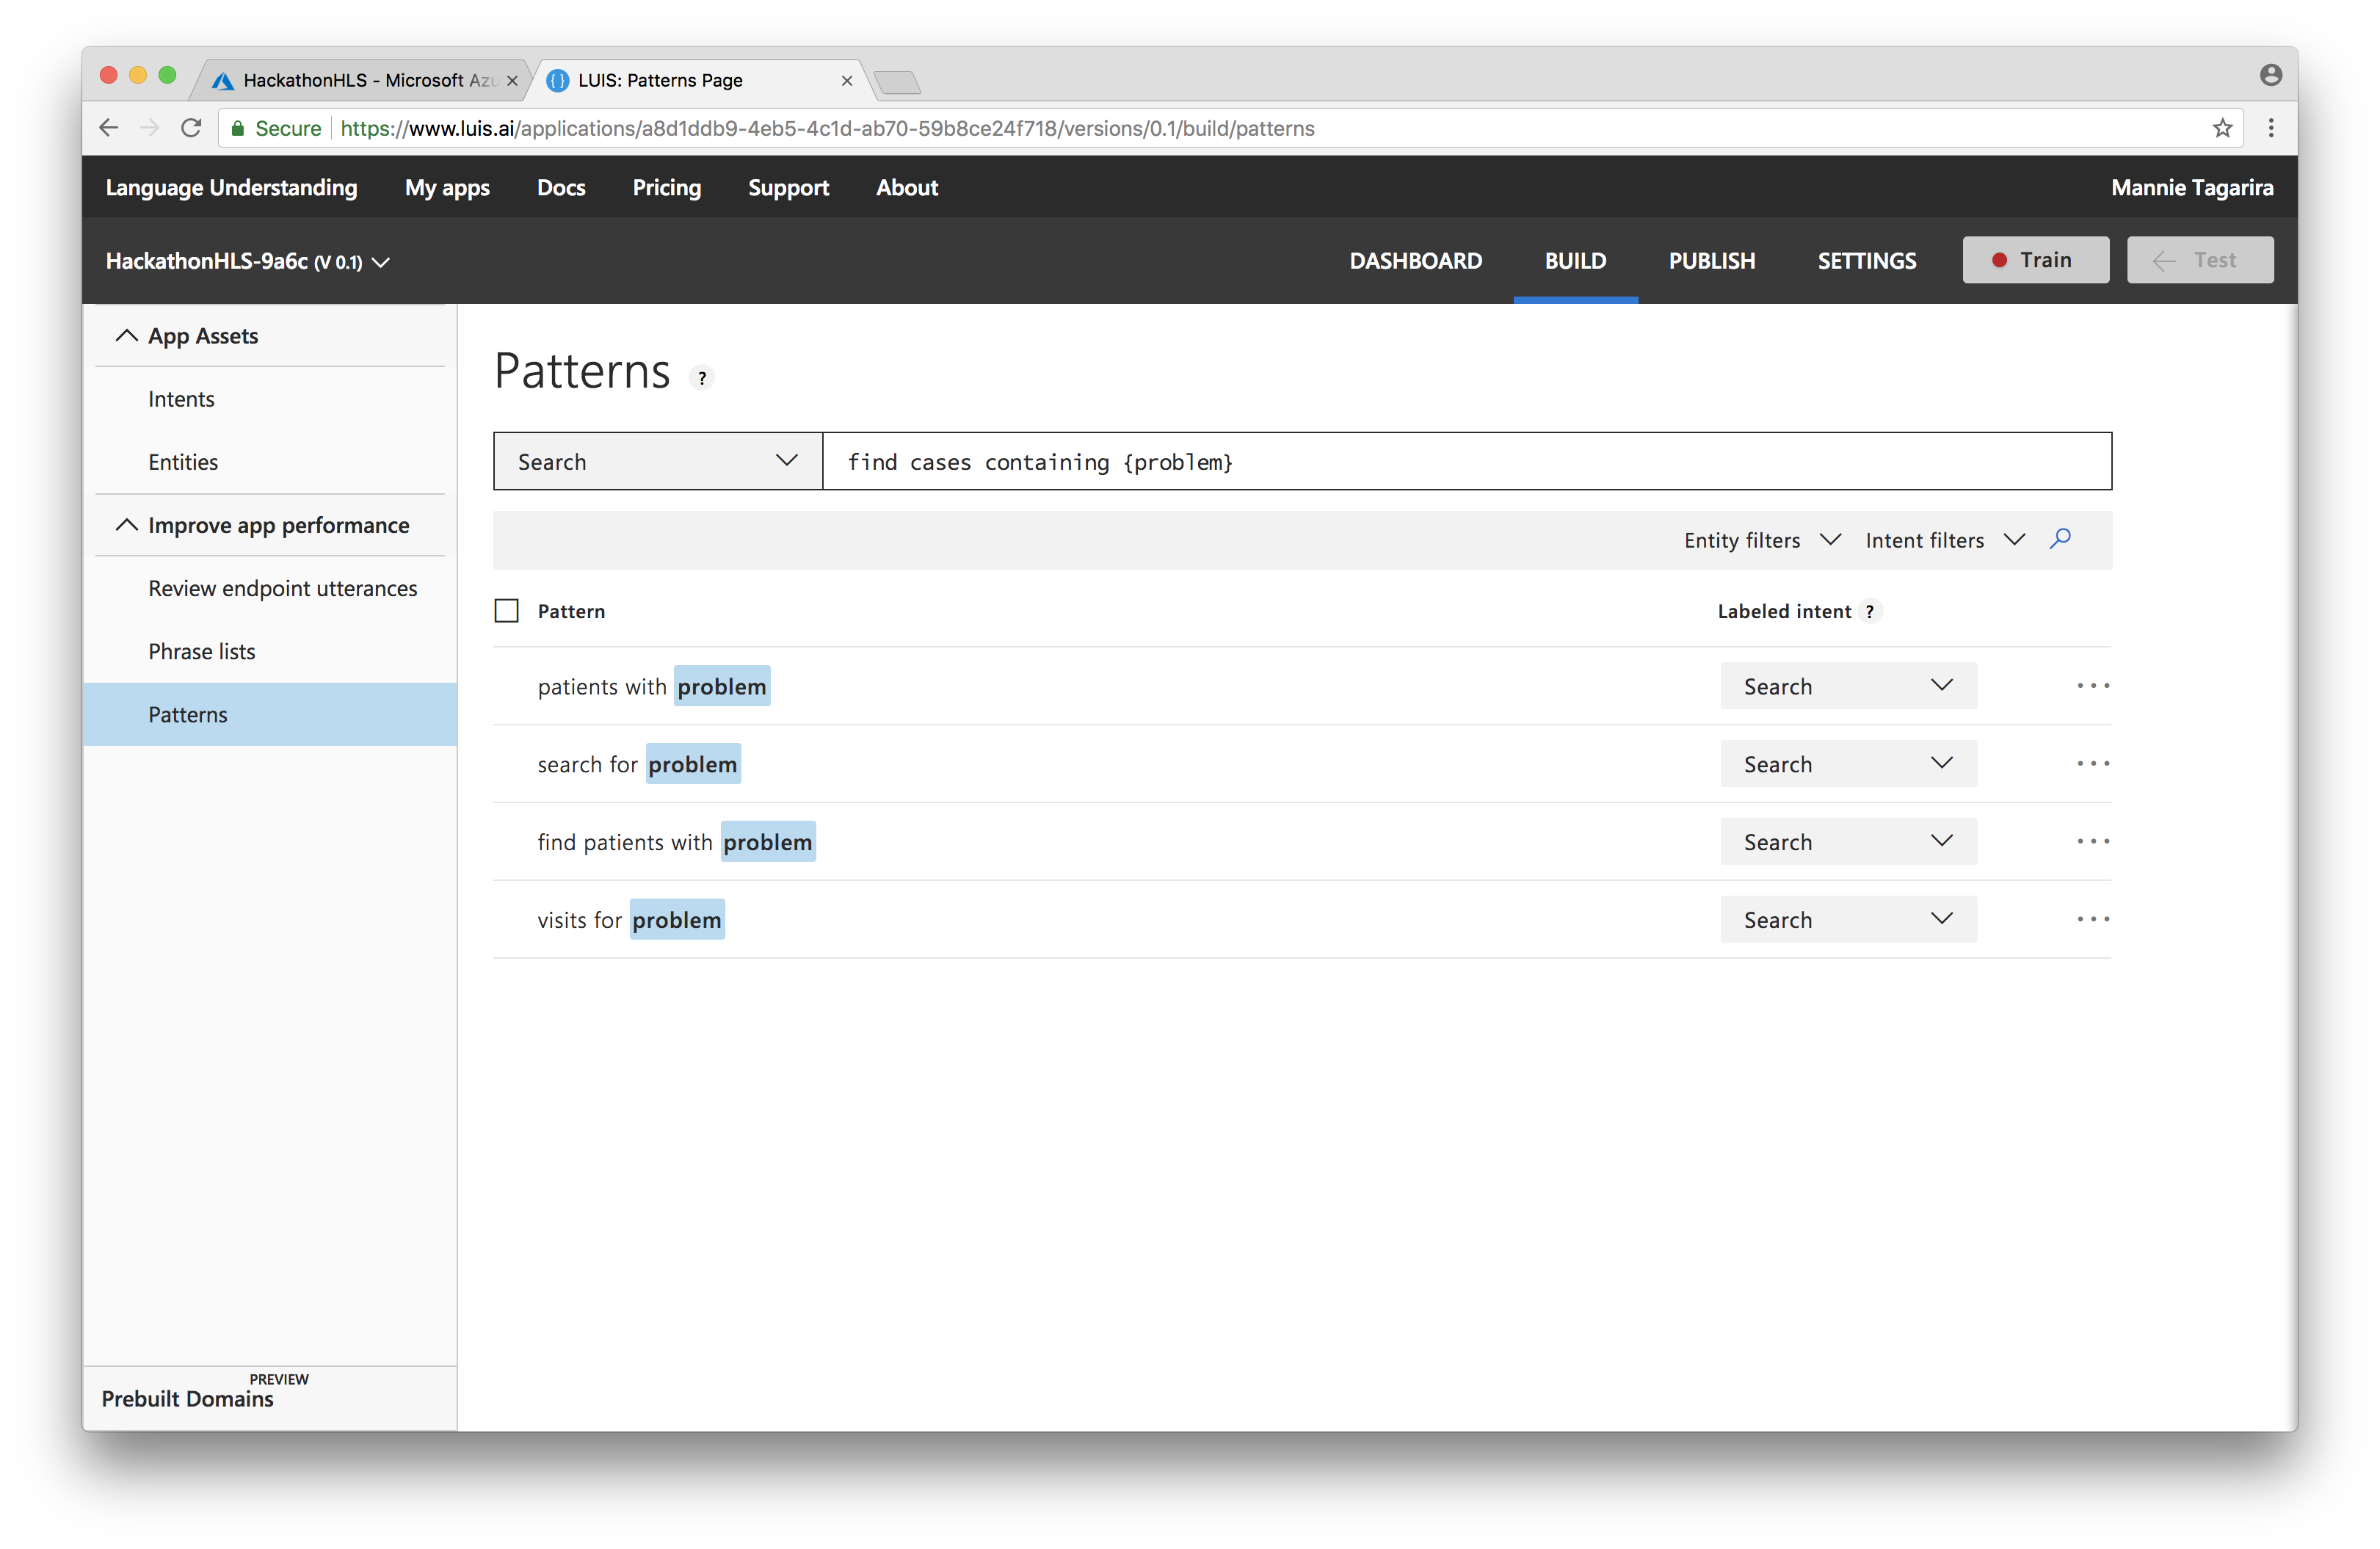 HackathonHLS - Microsoft Azu
LUIS: Patterns Page
Secure https://www.luis.ai/applications/a8d1ddb9-4eb5-4c1d-ab70-59b8ce24f718/versions/0.1/build/patterns
Language Understanding My apps Docs Pricing Support About Mannie Tagarira
HackathonHLS-9a6c (V 0.1) DASHBOARD BUILD PUBLISH SETTINGS Train Test
App Assets
Intents
Entities
Improve app performance
Review endpoint utterances
Phrase lists
Patterns
PREVIEW
Prebuilt Domains
Patterns ?
Search find cases containing {problem}
Entity filters Intent filters
Pattern Labeled intent ?
patients with problem Search
search for problem Search
find patients with problem Search
visits for problem Search